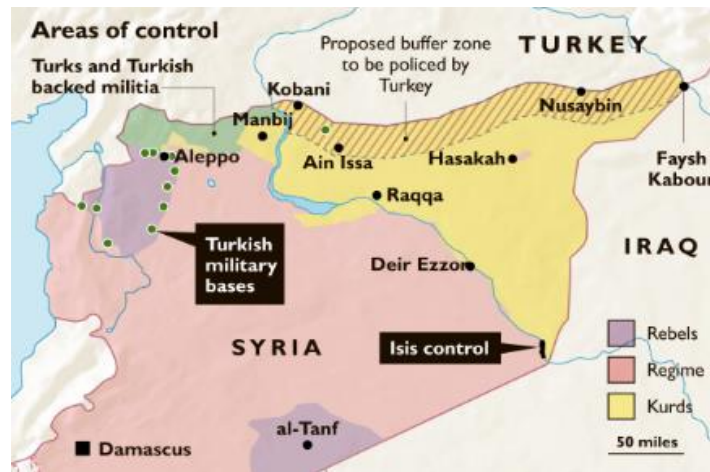 Areas of control
Turks and Turkish
backed militia
Proposed buffer zone
to be policed by
Turkey
TURKEY
Kobani
Manbij
Nusaybin
Aleppo
Ain Issa
Hasakah
Faysh
Kabour
Raqqa
Turkish
military
bases
IRAQ
Deir Ezzor
SYRIA
Isis control
Rebels
Regime
Kurds
al-Tanf
Damascus
50 miles